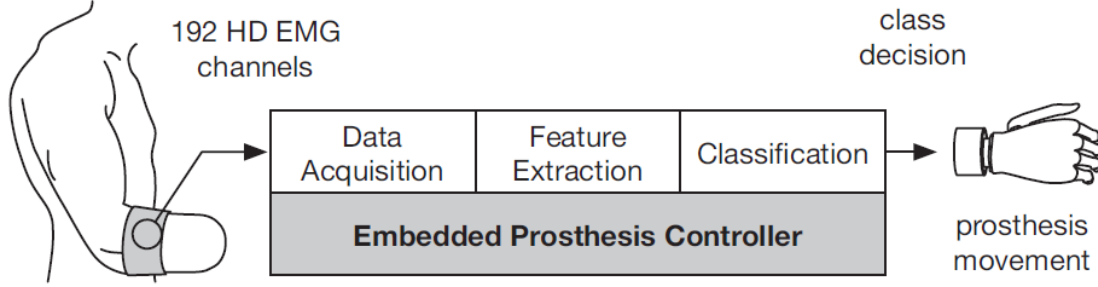 192 HD EMG
channels
class
decision
Data
Acquisition
Feature
Extraction
Classification
Embedded Prosthesis Controller
prosthesis
movement